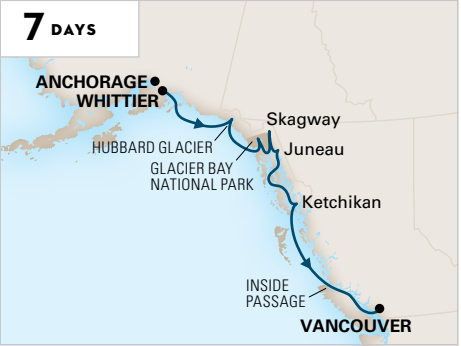 7 DAYS
ANCHORAGE
WHITTIER
Skagway
HUBBARD GLACIER
Juneau
GLACIER BAY
NATIONAL PARK
Ketchikan
INSIDE
PASSAGE
VANCOUVER